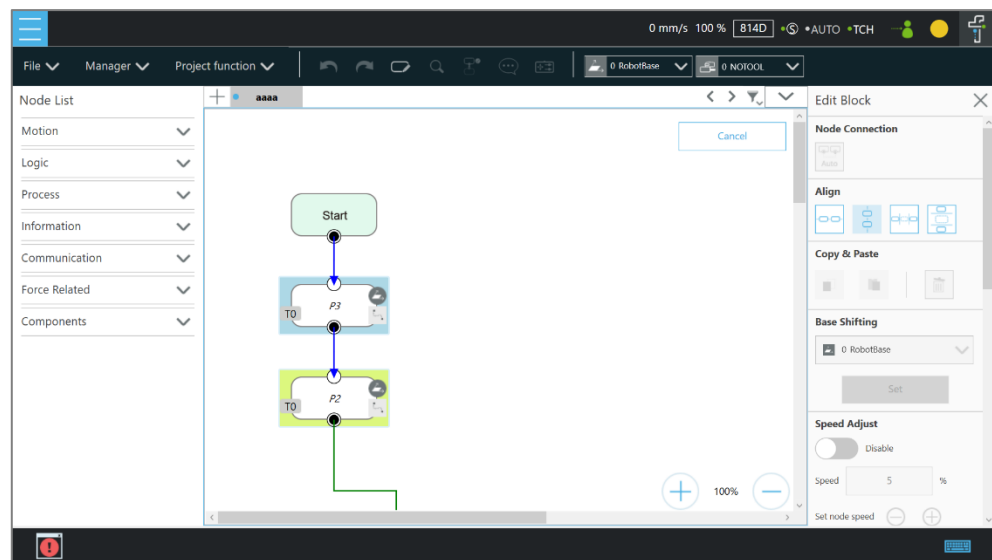 0 mm/s 100 % 814D •Ⓢ •AUTO •TCH
File Manager Project function 0 RobotBase 0 NOTOOL
Node List
Motion
Logic
Process
Information
Communication
Force Related
Components
aaaa
Cancel
Start
T0 P3
T0 P2
100%
Edit Block
Node Connection
Auto
Align
Copy & Paste
Base Shifting
0 RobotBase
Set
Speed Adjust
Disable
Speed 5 %
Set node speed